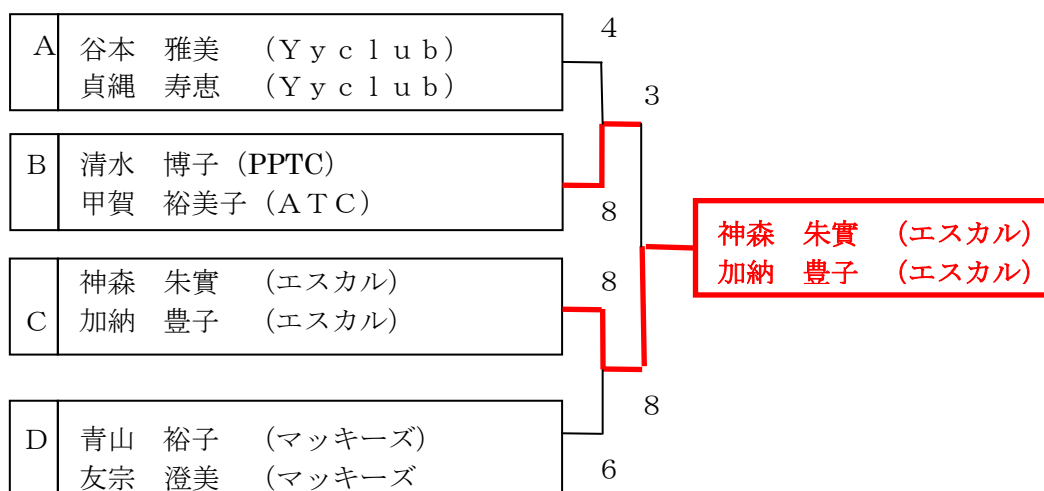 A
谷本　雅美　（Ｙｙｃｌｕｂ）
貞縄　寿恵　（Ｙｙｃｌｕｂ）
4
3
B
清水　博子（PPTC）
甲賀　裕美子（ＡＴＣ）
8
神森　朱實　（エスカル）
加納　豊子　（エスカル）
C
神森　朱實　（エスカル）
加納　豊子　（エスカル）
8
8
D
青山　裕子　（マッキーズ）
友宗　澄美　（マッキーズ
6